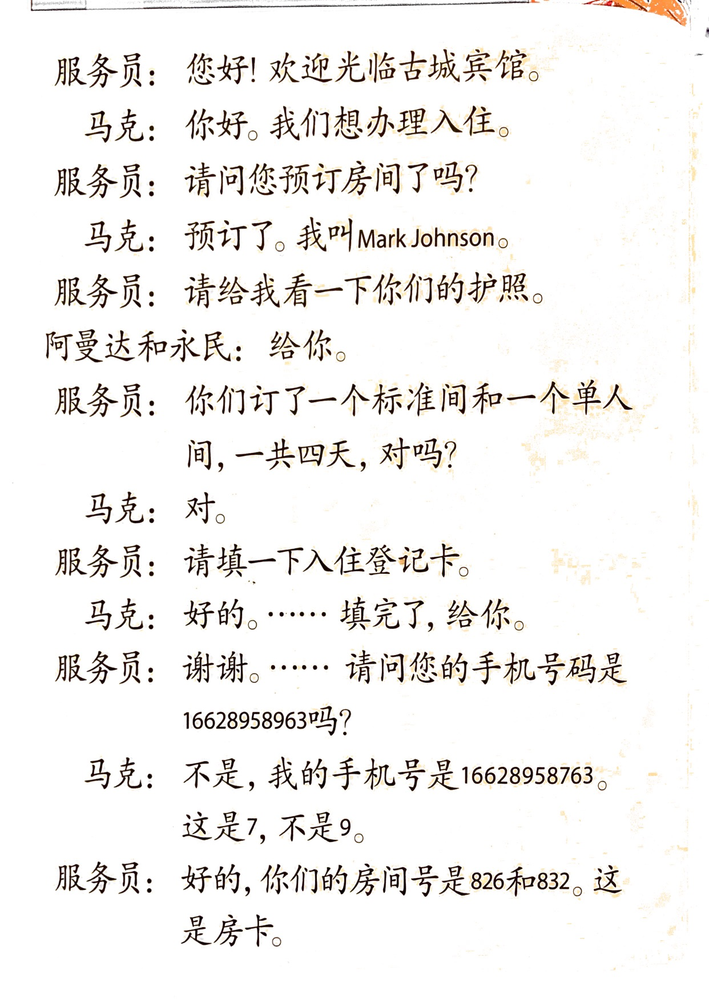 服务员： 您好！欢迎光临古城宾馆。
马克： 你好。我们想办理入住。
服务员： 请问您预订房间了吗？
马克： 预订了。我叫Mark Johnson。
服务员： 请给我看一下你们的护照。
阿曼达和永民： 给你。
服务员： 你们订了一个标准间和一个单人
间，一共四天，对吗？
马克： 对。
服务员： 请填一下入住登记卡。
马克： 好的。…… 填完了，给你。
服务员： 谢谢。…… 请问您的手机号码是
16628958963吗？
马克： 不是，我的手机号是16628958763。
这是7，不是9。
服务员： 好的，你们的房间号是826和832。这
是房卡。